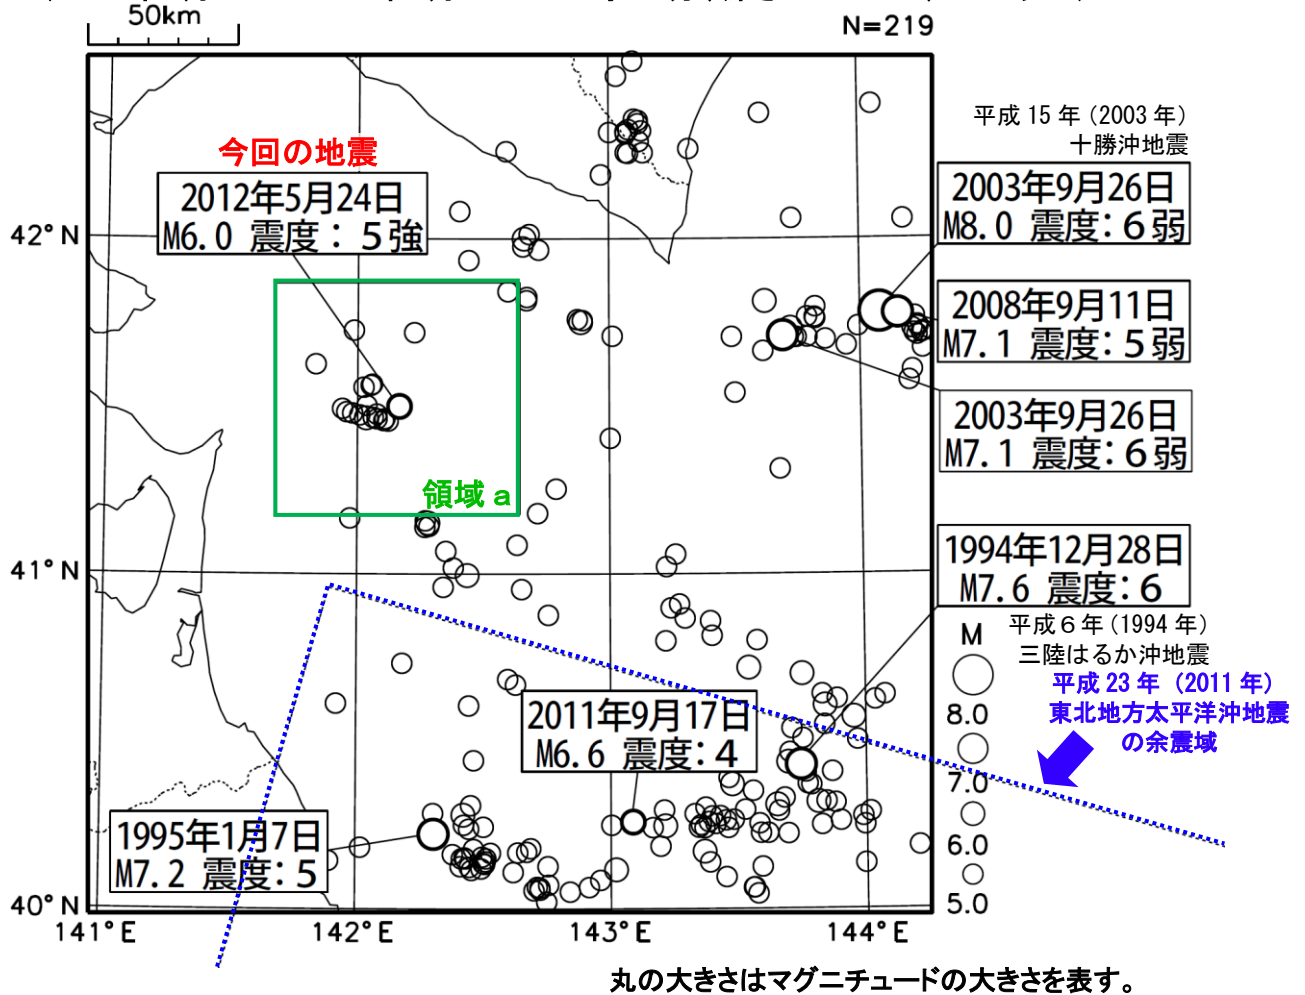 50km
N=219
平成 15 年（2003 年）
十勝沖地震
今回の地震
2012年5月24日
M6.0 震度：５強
2003年9月26日
M8.0 震度：６弱
42°N
2008年9月11日
M7.1 震度：５弱
2003年9月26日
M7.1 震度：６弱
領域 a
1994年12月28日
M7.6 震度：６
41°N
平成６年（1994 年）
三陸はるか沖地震
M
平成 23 年（2011 年）
東北地方太平洋沖地震
の余震域
8.0
7.0
6.0
5.0
2011年9月17日
M6.6 震度：４
1995年1月7日
M7.2 震度：５
40°N
141°E
142°E
143°E
144°E
丸の大きさはマグニチュードの大きさを表す。